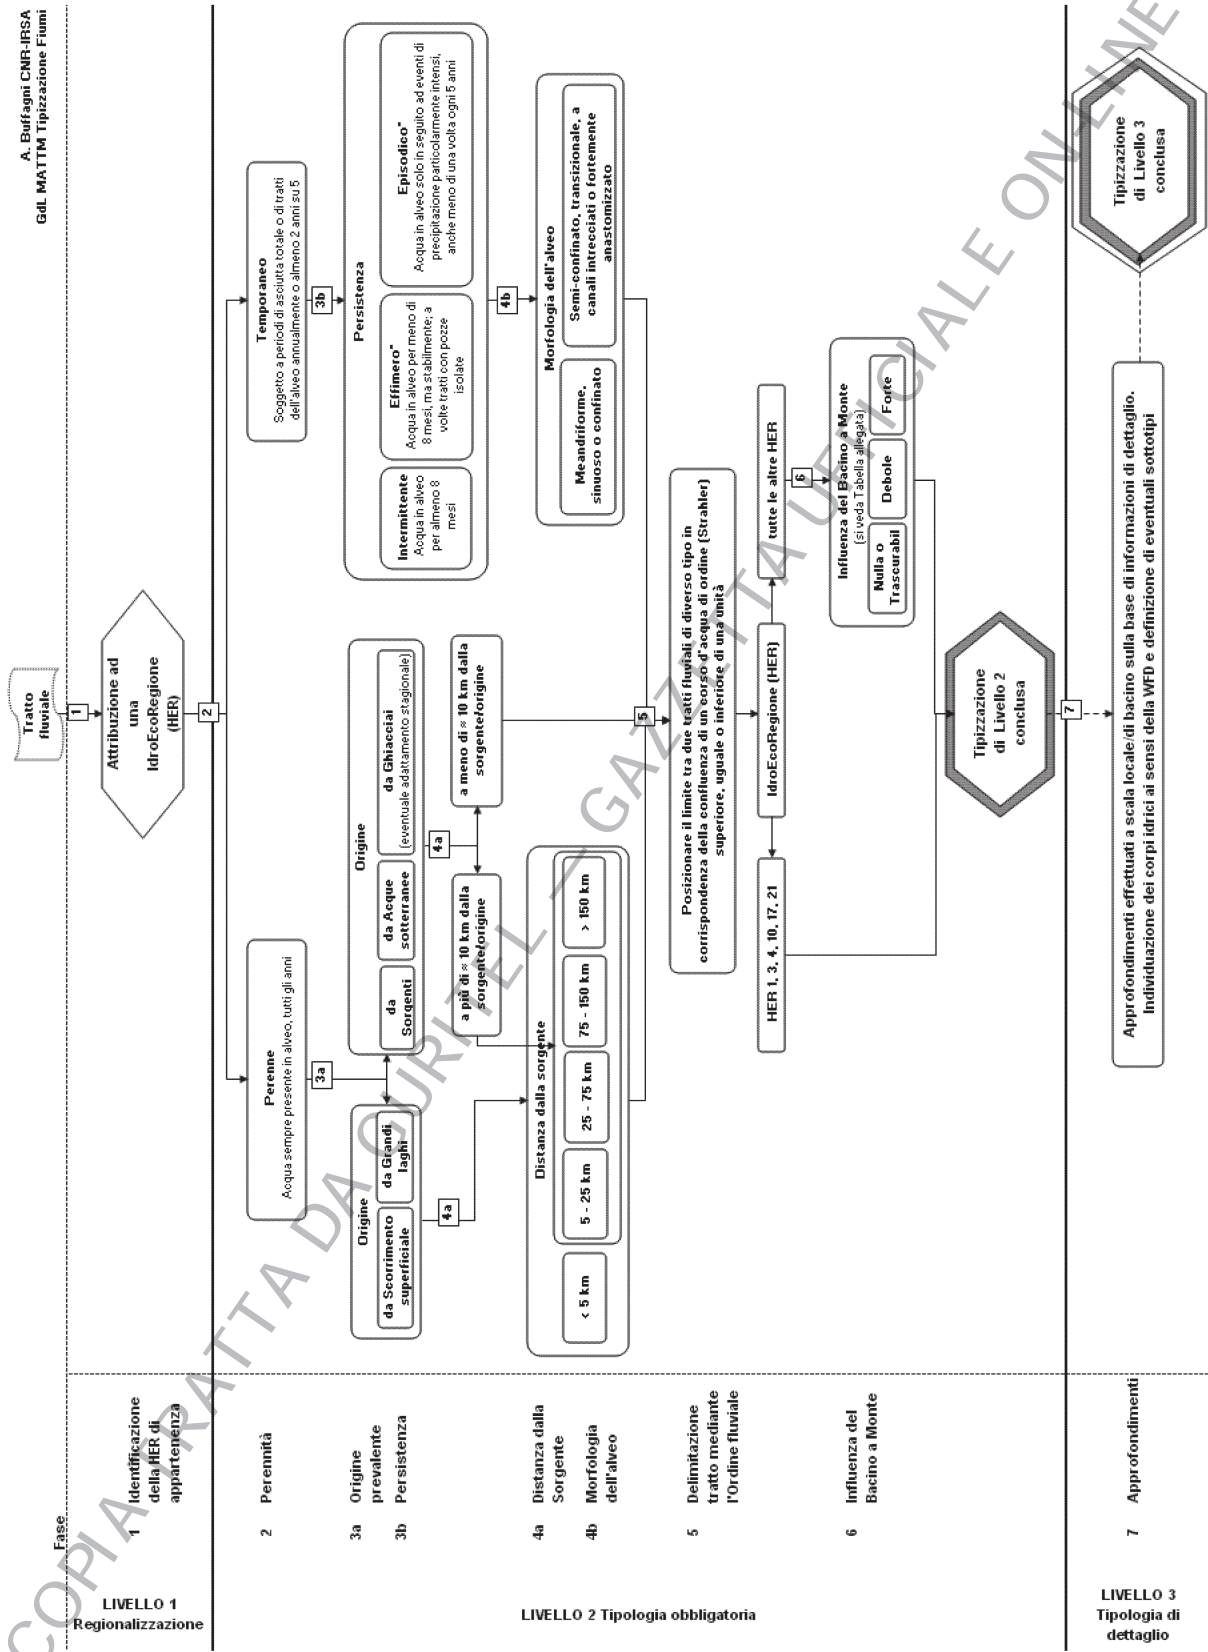 A. Buffagni CNR-IRSA
GdL MATTM Tipizzazione Fiumi
Fase
LIVELLO 1
Regionalizzazione
1
Identificazione
della HER di
appartenenza
Tratto
fluviale
1
Attribuzione ad
una
IdroEcoRegione
(HER)
2
LIVELLO 2 Tipologia obbligatoria
2
Perennità
Perenne
Acqua sempre presente in alveo, tutti gli anni
Temporaneo
Soggetto a periodi di asciutta totale o di tratti
dell'alveo annualmente o almeno 2 anni su 5
3a
3b
3a
Origine
prevalente
3b
Persistenza
Origine
da Scorrimento
superficiale
da Grandi
laghi
Origine
da
Sorgenti
da Acque
sotterranee
da Ghiacciai
(eventuale adattamento stagionale)
Persistenza
Intermittente
Acqua in alveo
per almeno 8
mesi
Effimero"
Acqua in alveo per meno di
8 mesi, ma stabilmente; a
volte tratti con pozze
isolate
Episodico"
Acqua in alveo solo in seguito ad eventi di
precipitazione particolarmente intensi,
anche meno di una volta ogni 5 anni
4a
4a
4b
a più di ≈ 10 km dalla
sorgente/origine
a meno di ≈ 10 km dalla
sorgente/origine
4a
Distanza dalla
Sorgente
4b
Morfologia
dell'alveo
Distanza dalla sorgente
< 5 km
5 - 25 km
25 - 75 km
75 - 150 km
> 150 km
Morfologia dell'alveo
Meandriforme,
sinuoso o confinato
Semi-confinato, transizionale, a
canali intrecciati o fortemente
anastomizzato
5
5
Delimitazione
tratto mediante
l'Ordine fluviale
Posizionare il limite tra due tratti fluviali di diverso tipo in
corrispondenza della confluenza di un corso d'acqua di ordine (Strahler)
superiore, uguale o inferiore di una unità
HER 1, 3, 4, 10, 17, 21
IdroEcoRegione (HER)
tutte le altre HER
6
6
Influenza del
Bacino a Monte
Influenza del Bacino a Monte
(si veda Tabella allegata)
Nulla o
Trascurabil
Debole
Forte
Tipizzazione
di Livello 2
conclusa
7
LIVELLO 3
Tipologia di
dettaglio
7
Approfondimenti
Approfondimenti effettuati a scala locale/di bacino sulla base di informazioni di dettaglio.
Individuazione dei corpi idrici ai sensi della WFD e definizione di eventuali sottotipi
Tipizzazione
di Livello 3
conclusa
COPIA TRATTA DA GURITEL — GAZZETTA UFFICIALE ON-LINE